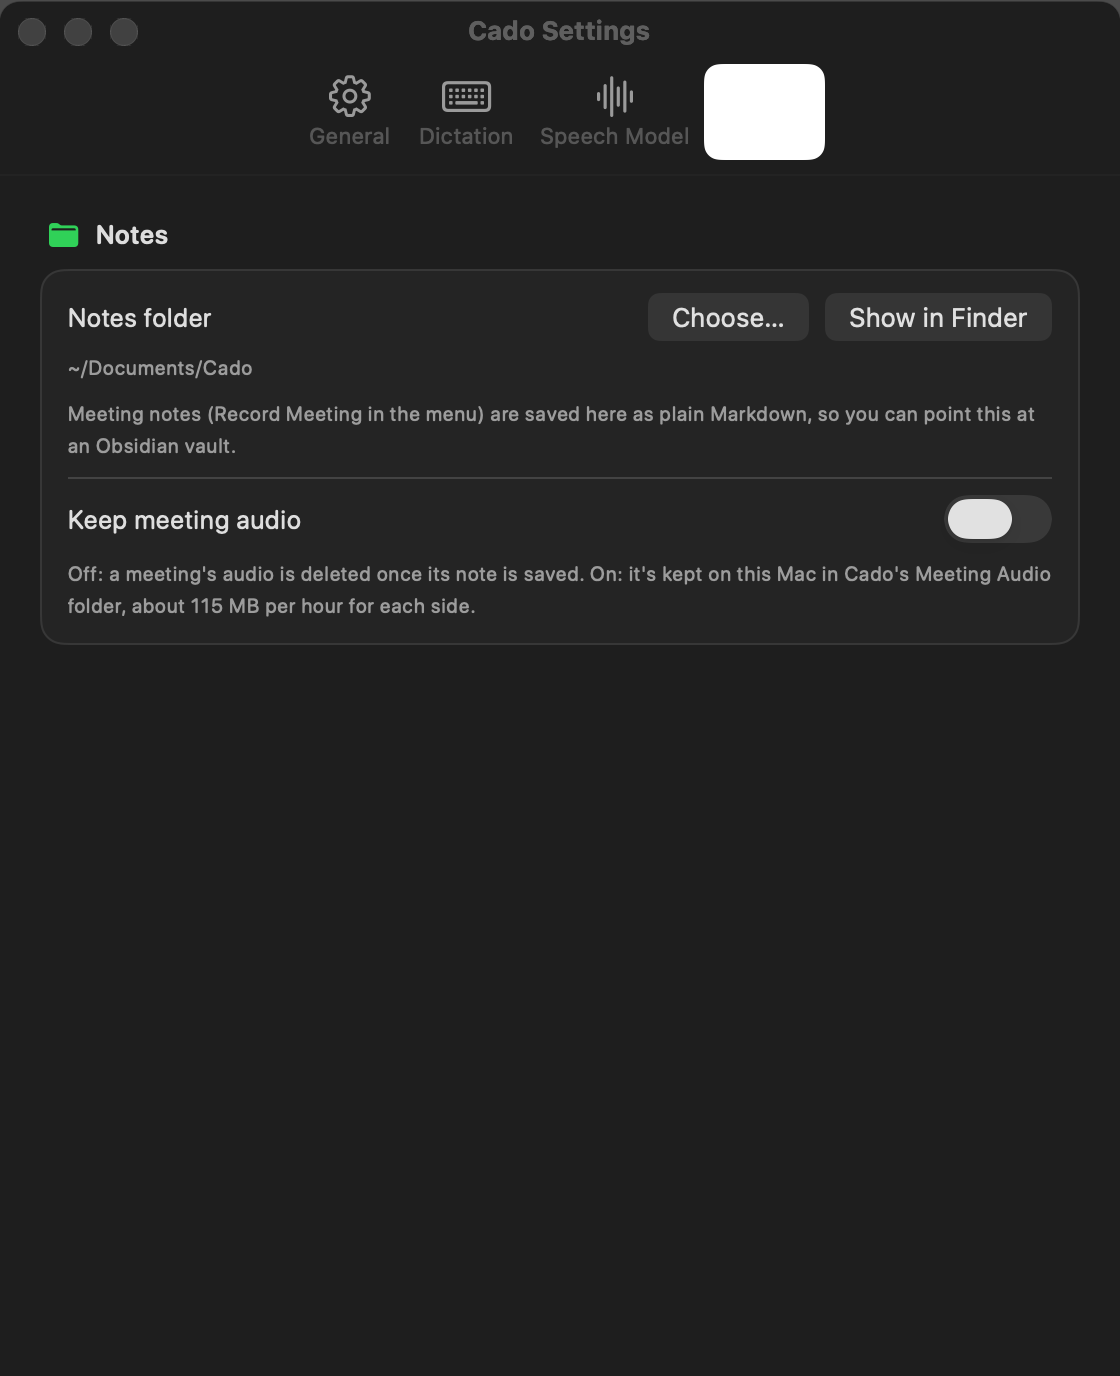 Cado Settings
General
Dictation
Speech Model
Notes
Notes folder
Choose...
Show in Finder
~/Documents/Cado
Meeting notes (Record Meeting in the menu) are saved here as plain Markdown, so you can point this at
an Obsidian vault.
Keep meeting audio
Off: a meeting's audio is deleted once its note is saved. On: it's kept on this Mac in Cado's Meeting Audio
folder, about 115 MB per hour for each side.